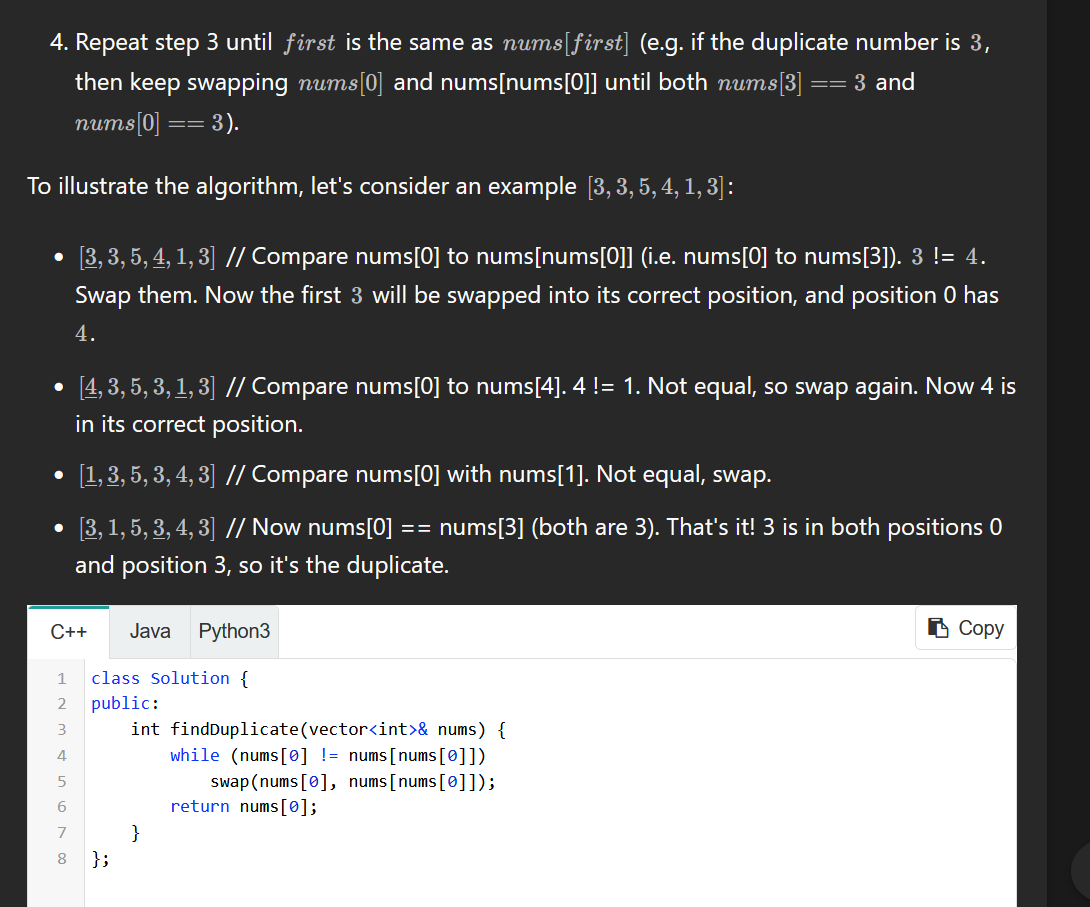 4. Repeat step 3 until first is the same as nums[first] (e.g. if the duplicate number is 3,
then keep swapping nums[0] and nums[nums[0]] until both nums[3] == 3 and
nums[0] == 3).
To illustrate the algorithm, let's consider an example [3, 3, 5, 4, 1, 3]:
• [3, 3, 5, 4, 1, 3] // Compare nums[0] to nums[nums[0]] (i.e. nums[0] to nums[3]). 3 != 4.
Swap them. Now the first 3 will be swapped into its correct position, and position 0 has
4.
• [4, 3, 5, 3, 1, 3] // Compare nums[0] to nums[4]. 4 != 1. Not equal, so swap again. Now 4 is
in its correct position.
• [1, 3, 5, 3, 4, 3] // Compare nums[0] with nums[1]. Not equal, swap.
• [3, 1, 5, 3, 4, 3] // Now nums[0] == nums[3] (both are 3). That's it! 3 is in both positions 0
and position 3, so it's the duplicate.
C++ Java Python3 Copy
1 class Solution {
2 public:
3     int findDuplicate(vector<int>& nums) {
4         while (nums[0] != nums[nums[0]])
5             swap(nums[0], nums[nums[0]]);
6         return nums[0];
7     }
8 };